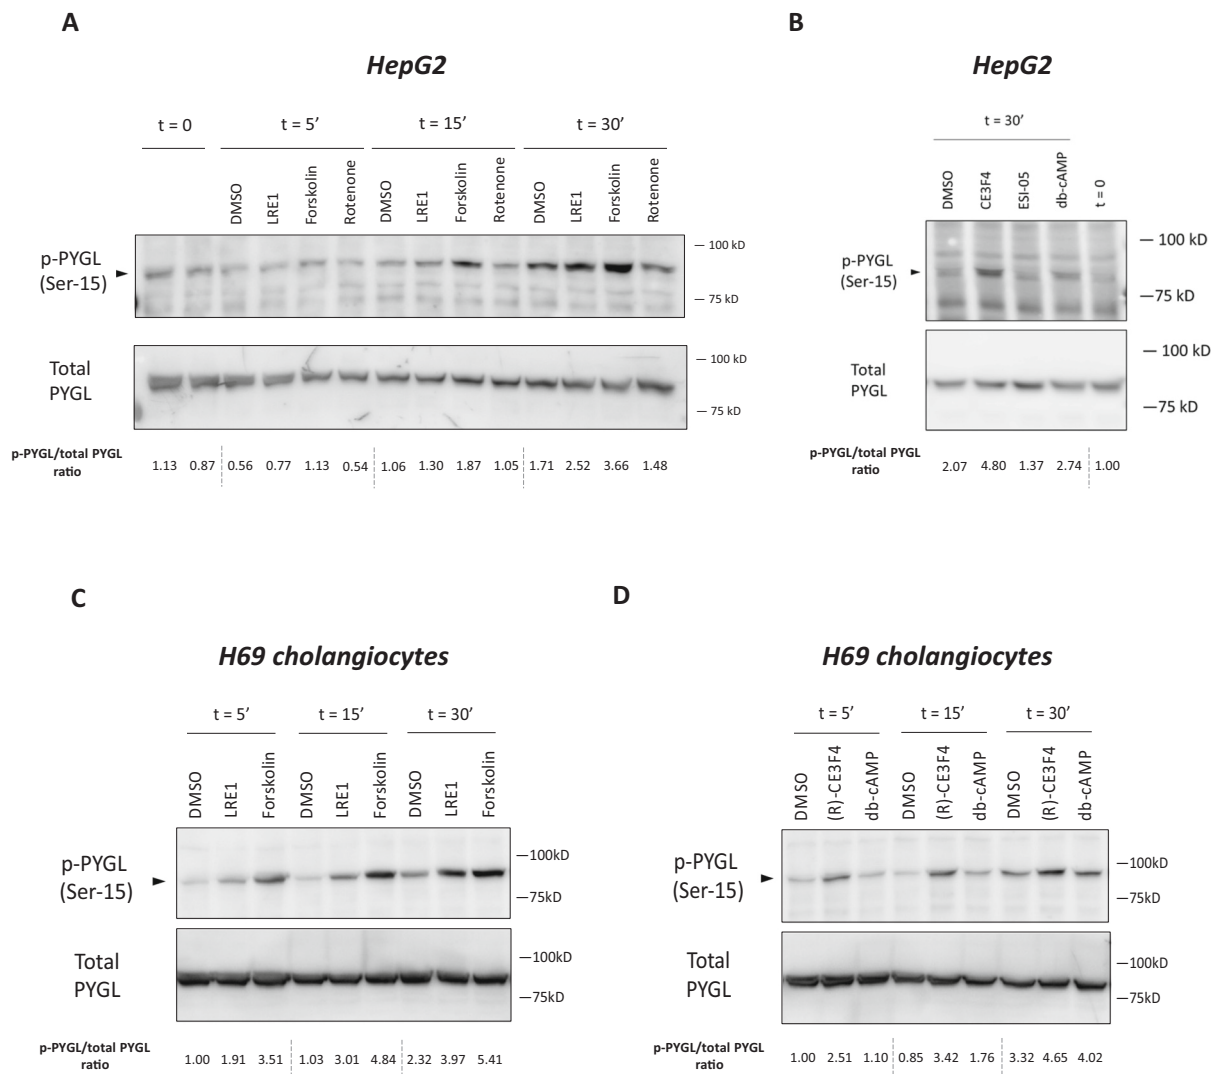 A
HepG2
t = 0
t = 5'
t = 15'
t = 30'
DMSO
LRE1
Forskolin
Rotenone
DMSO
LRE1
Forskolin
Rotenone
DMSO
LRE1
Forskolin
Rotenone
p-PYGL
(Ser-15)
100 kD
75 kD
Total
PYGL
100 kD
75 kD
p-PYGL/total PYGL
ratio
1.13 0.87 0.56 0.77 1.13 0.54 1.06 1.30 1.87 1.05 1.71 2.52 3.66 1.48
B
HepG2
t = 30'
DMSO
CE3F4
ESI-05
db-cAMP
t = 0
p-PYGL
(Ser-15)
100 kD
75 kD
Total
PYGL
100 kD
75 kD
p-PYGL/total PYGL
ratio
2.07 4.80 1.37 2.74 1.00
C
H69 cholangiocytes
t = 5'
t = 15'
t = 30'
DMSO
LRE1
Forskolin
DMSO
LRE1
Forskolin
DMSO
LRE1
Forskolin
p-PYGL
(Ser-15)
100kD
75kD
Total
PYGL
100kD
75kD
p-PYGL/total PYGL
ratio
1.00 1.91 3.51 1.03 3.01 4.84 2.32 3.97 5.41
D
H69 cholangiocytes
t = 5'
t = 15'
t = 30'
DMSO
(R)-CE3F4
db-cAMP
DMSO
(R)-CE3F4
db-cAMP
DMSO
(R)-CE3F4
db-cAMP
p-PYGL
(Ser-15)
100kD
75kD
Total
PYGL
100kD
75kD
p-PYGL/total PYGL
ratio
1.00 2.51 1.10 0.85 3.42 1.76 3.32 4.65 4.02